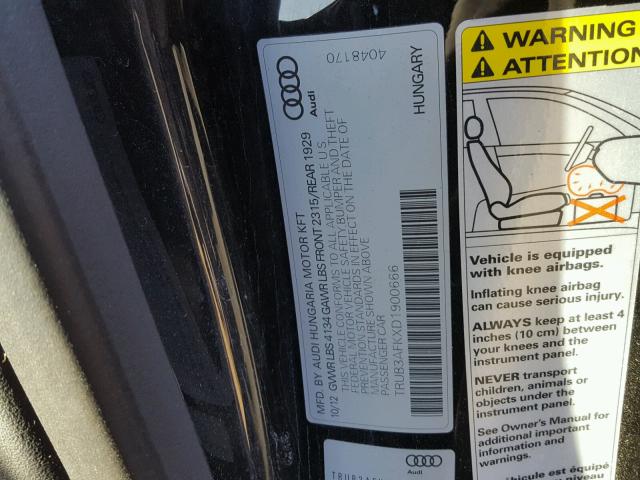 4048170
Audi
HUNGARY
MFD. BY AUDI HUNGARIA MOTOR KFT
10/12 GVWR LBS 4134 GAWR LBS FRONT 2315/REAR 1929
THIS VEHICLE CONFORMS TO ALL APPLICABLE U.S.
FEDERAL MOTOR VEHICLE SAFETY BUMPER AND THEFT
PREVENTION STANDARDS IN EFFECT ON THE DATE OF
MANUFACTURE SHOWN ABOVE
PASSENGER CAR
TRUB3AFKXD1900666
Audi
WARNING
ATTENTION
Vehicle is equipped
with knee airbags.
Inflating knee airbag
can cause serious injury.
ALWAYS keep at least 4
inches (10 cm) between
your knees and the
instrument panel.
NEVER transport
children, animals or
objects under the
instrument panel.
See Owner's Manual for
additional important
information and
warnings.